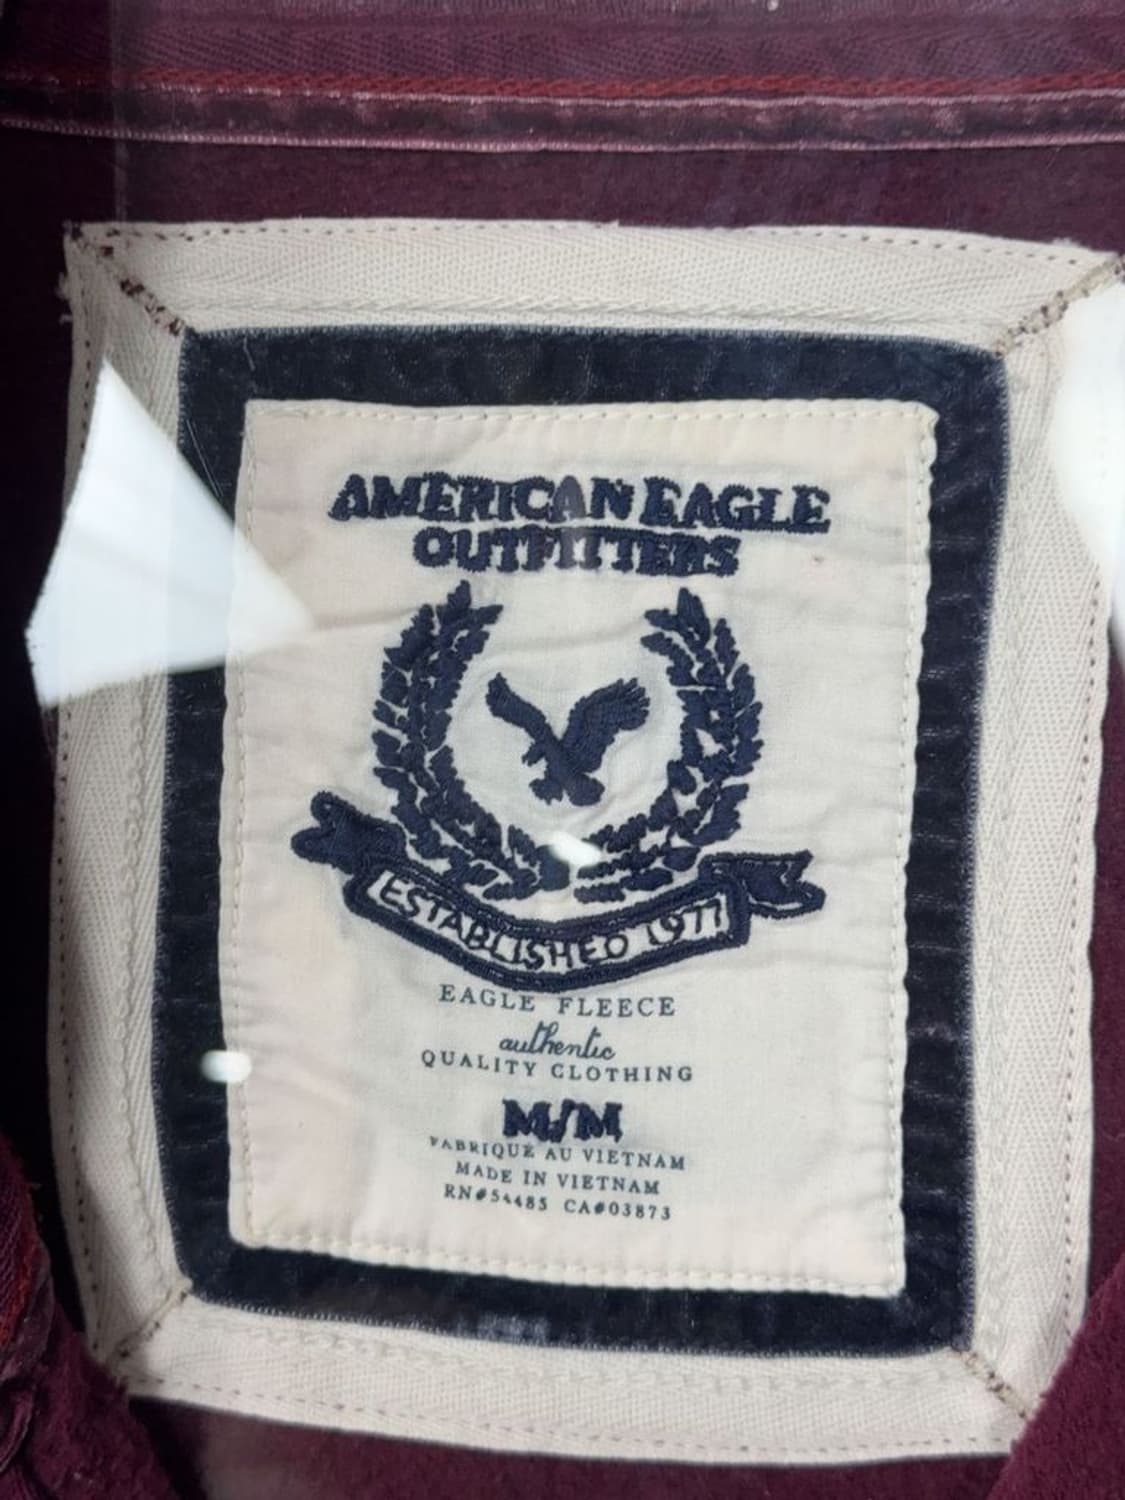 AMERICAN EAGLE
OUTFITTERS
ESTABLISHED 1977
EAGLE FLEECE
authentic
QUALITY CLOTHING
M/M
FABRIQUÉ AU VIETNAM
MADE IN VIETNAM
RN#54485 CA#03873